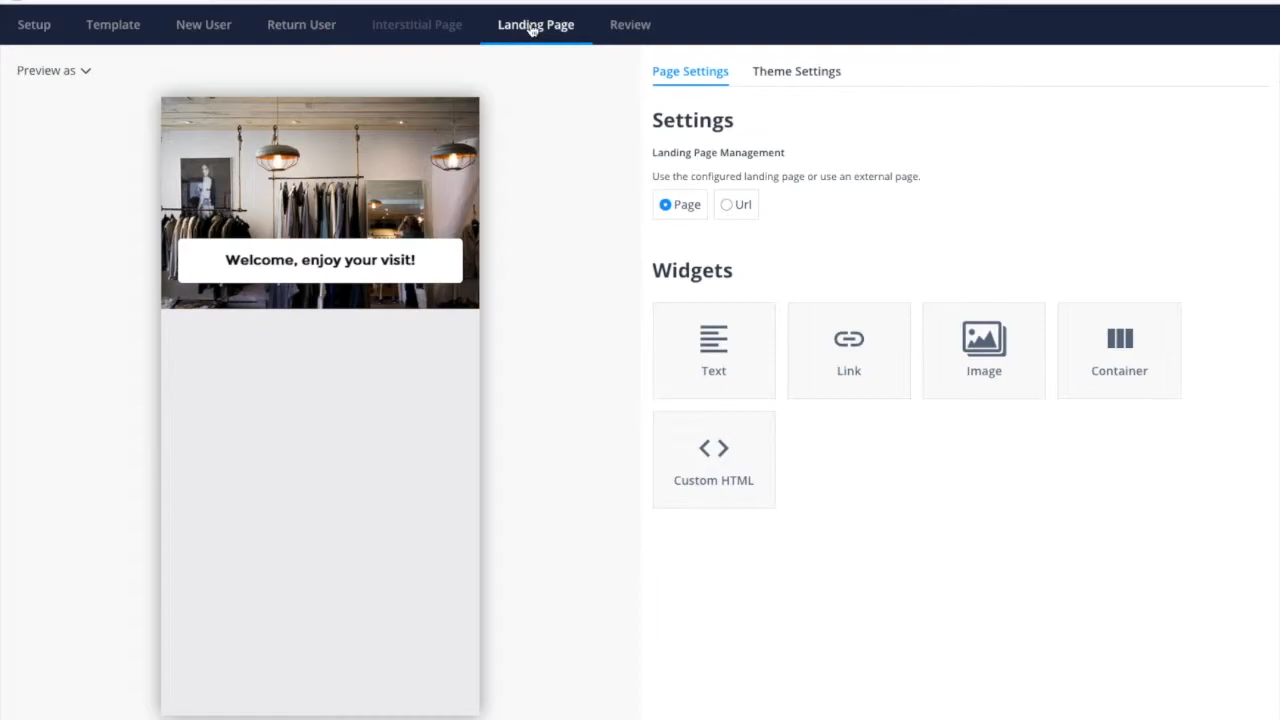 Setup Template New User Return User Interstitial Page Landing Page Review
Preview as
Page Settings Theme Settings
Settings
Landing Page Management
Use the configured landing page or use an external page.
Page Url
Welcome, enjoy your visit!
Widgets
Text Link Image Container
Custom HTML